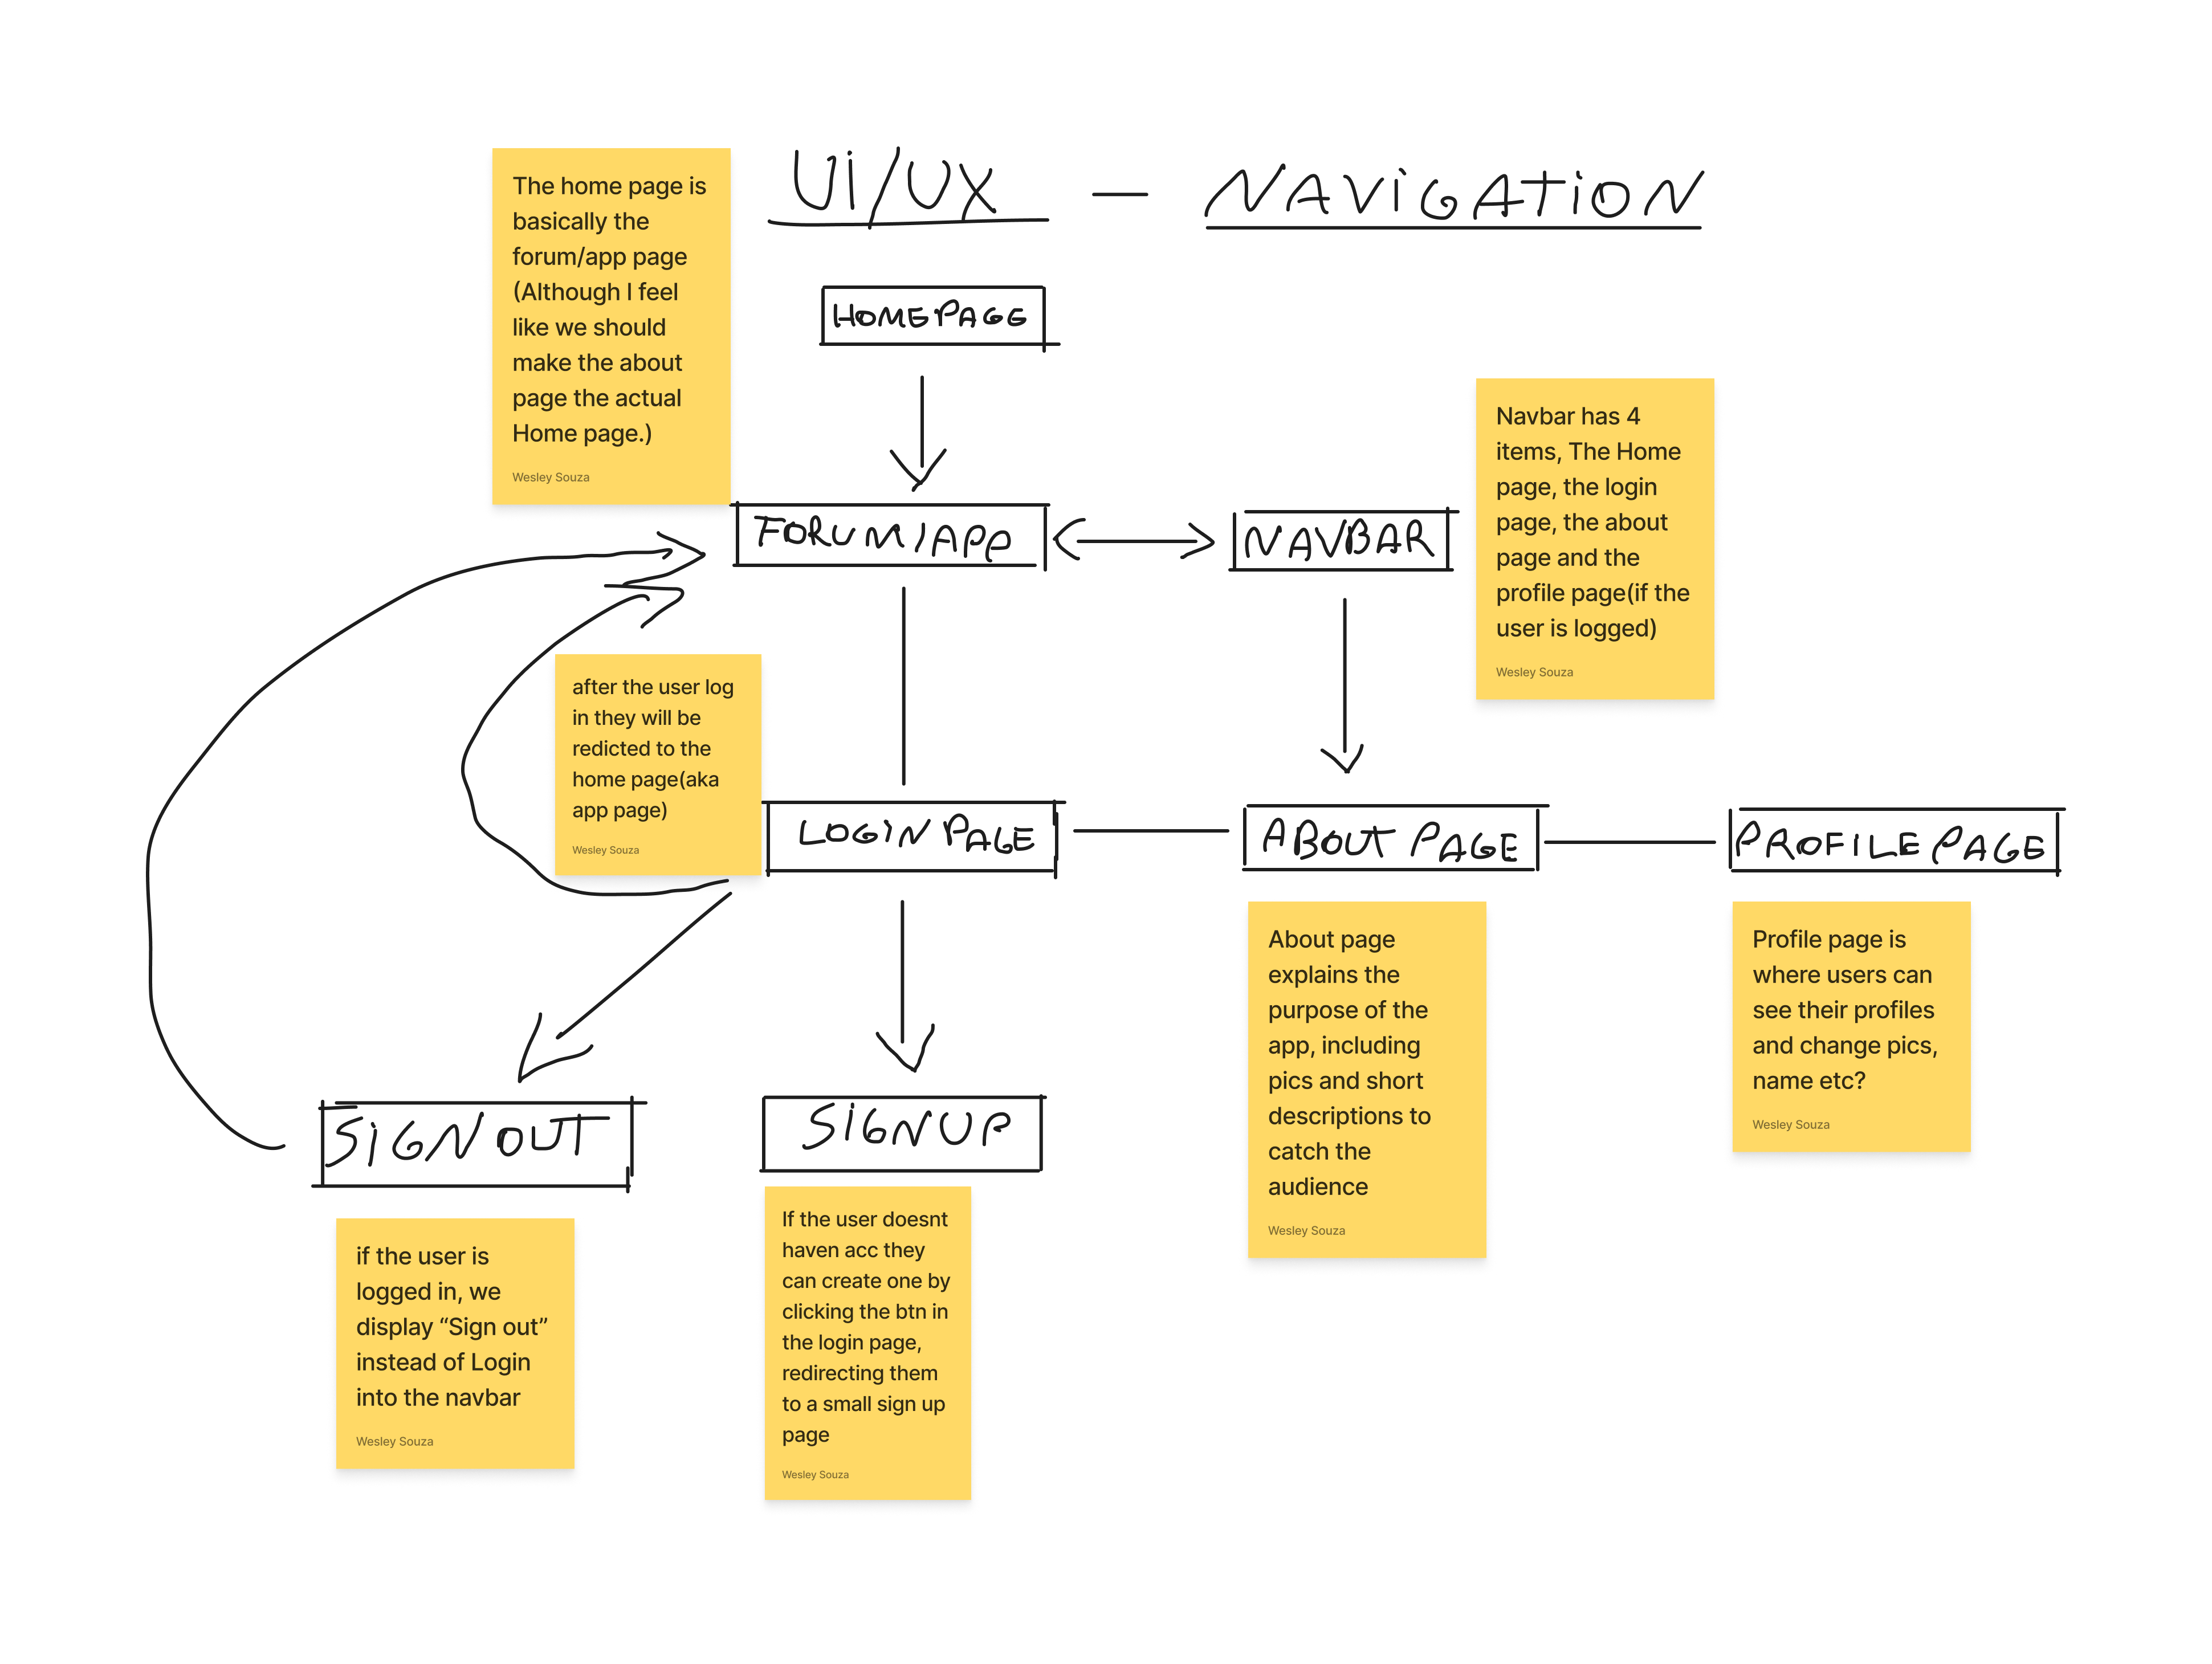 Ui/UX — NAViGATiON
The home page is
basically the
forum/app page
(Although I feel
like we should
make the about
page the actual
Home page.)
Wesley Souza
HOMEPAGE
Navbar has 4
items, The Home
page, the login
page, the about
page and the
profile page(if the
user is logged)
Wesley Souza
FORUM/APP
NAVBAR
after the user log
in they will be
redicted to the
home page(aka
app page)
Wesley Souza
LOGIN PAGE
ABOUT PAGE
PROFILE PAGE
About page
explains the
purpose of the
app, including
pics and short
descriptions to
catch the
audience
Wesley Souza
Profile page is
where users can
see their profiles
and change pics,
name etc?
Wesley Souza
SiGN OUT
SiGN UP
if the user is
logged in, we
display “Sign out”
instead of Login
into the navbar
Wesley Souza
If the user doesnt
haven acc they
can create one by
clicking the btn in
the login page,
redirecting them
to a small sign up
page
Wesley Souza